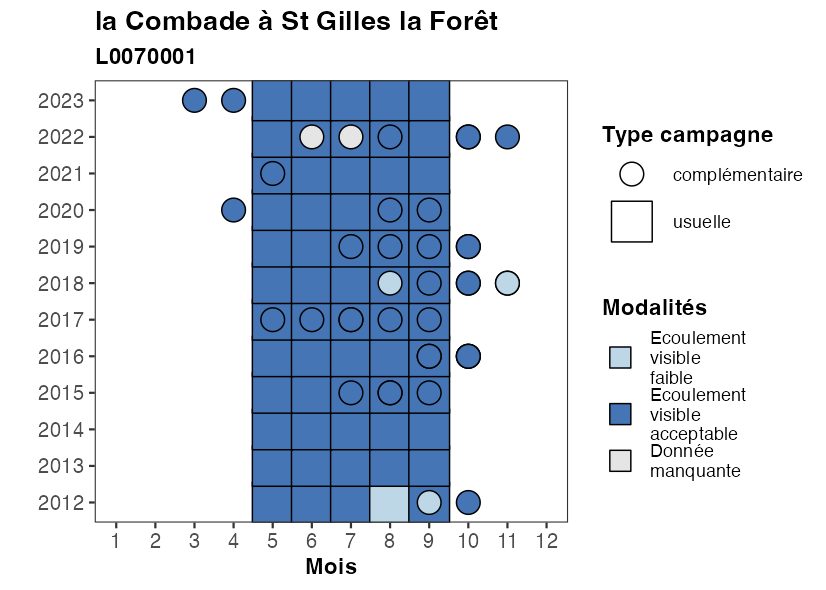 la Combade à St Gilles la Forêt
L0070001
2023
2022
2021
2020
2019
2018
2017
2016
2015
2014
2013
2012
1 2 3 4 5 6 7 8 9 10 11 12
Mois
Type campagne
complémentaire
usuelle
Modalités
Ecoulement
visible
faible
Ecoulement
visible
acceptable
Donnée
manquante